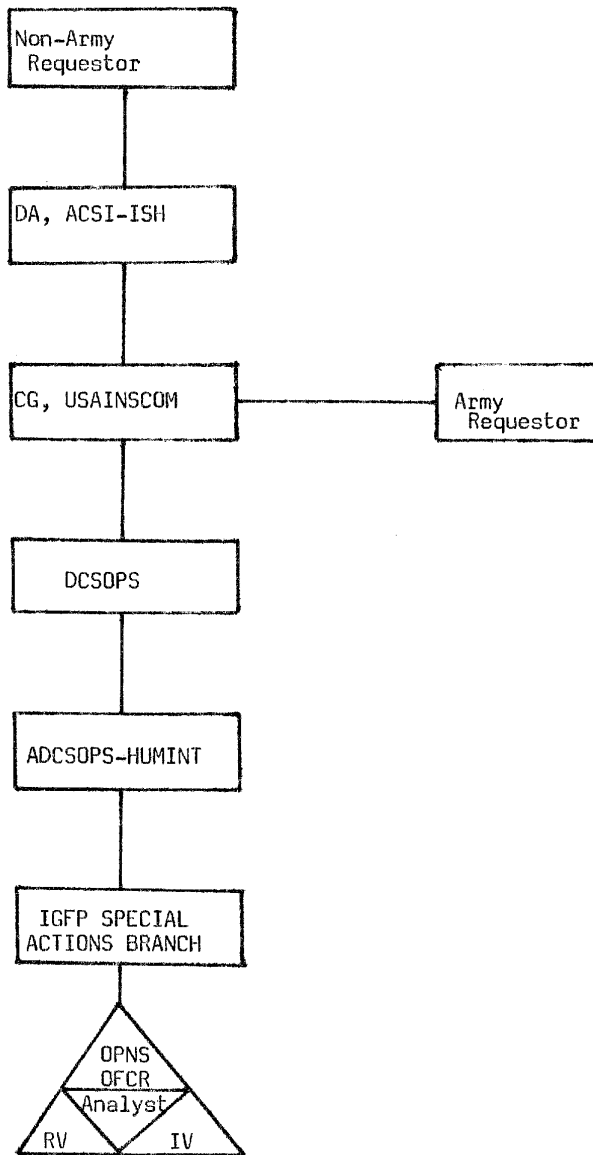 Non-Army
Requestor
DA, ACSI-ISH
CG, USAINSCOM
Army
Requestor
DCSOPS
ADCSOPS-HUMINT
IGFP SPECIAL
ACTIONS BRANCH
OPNS
OFCR
Analyst
RV
IV